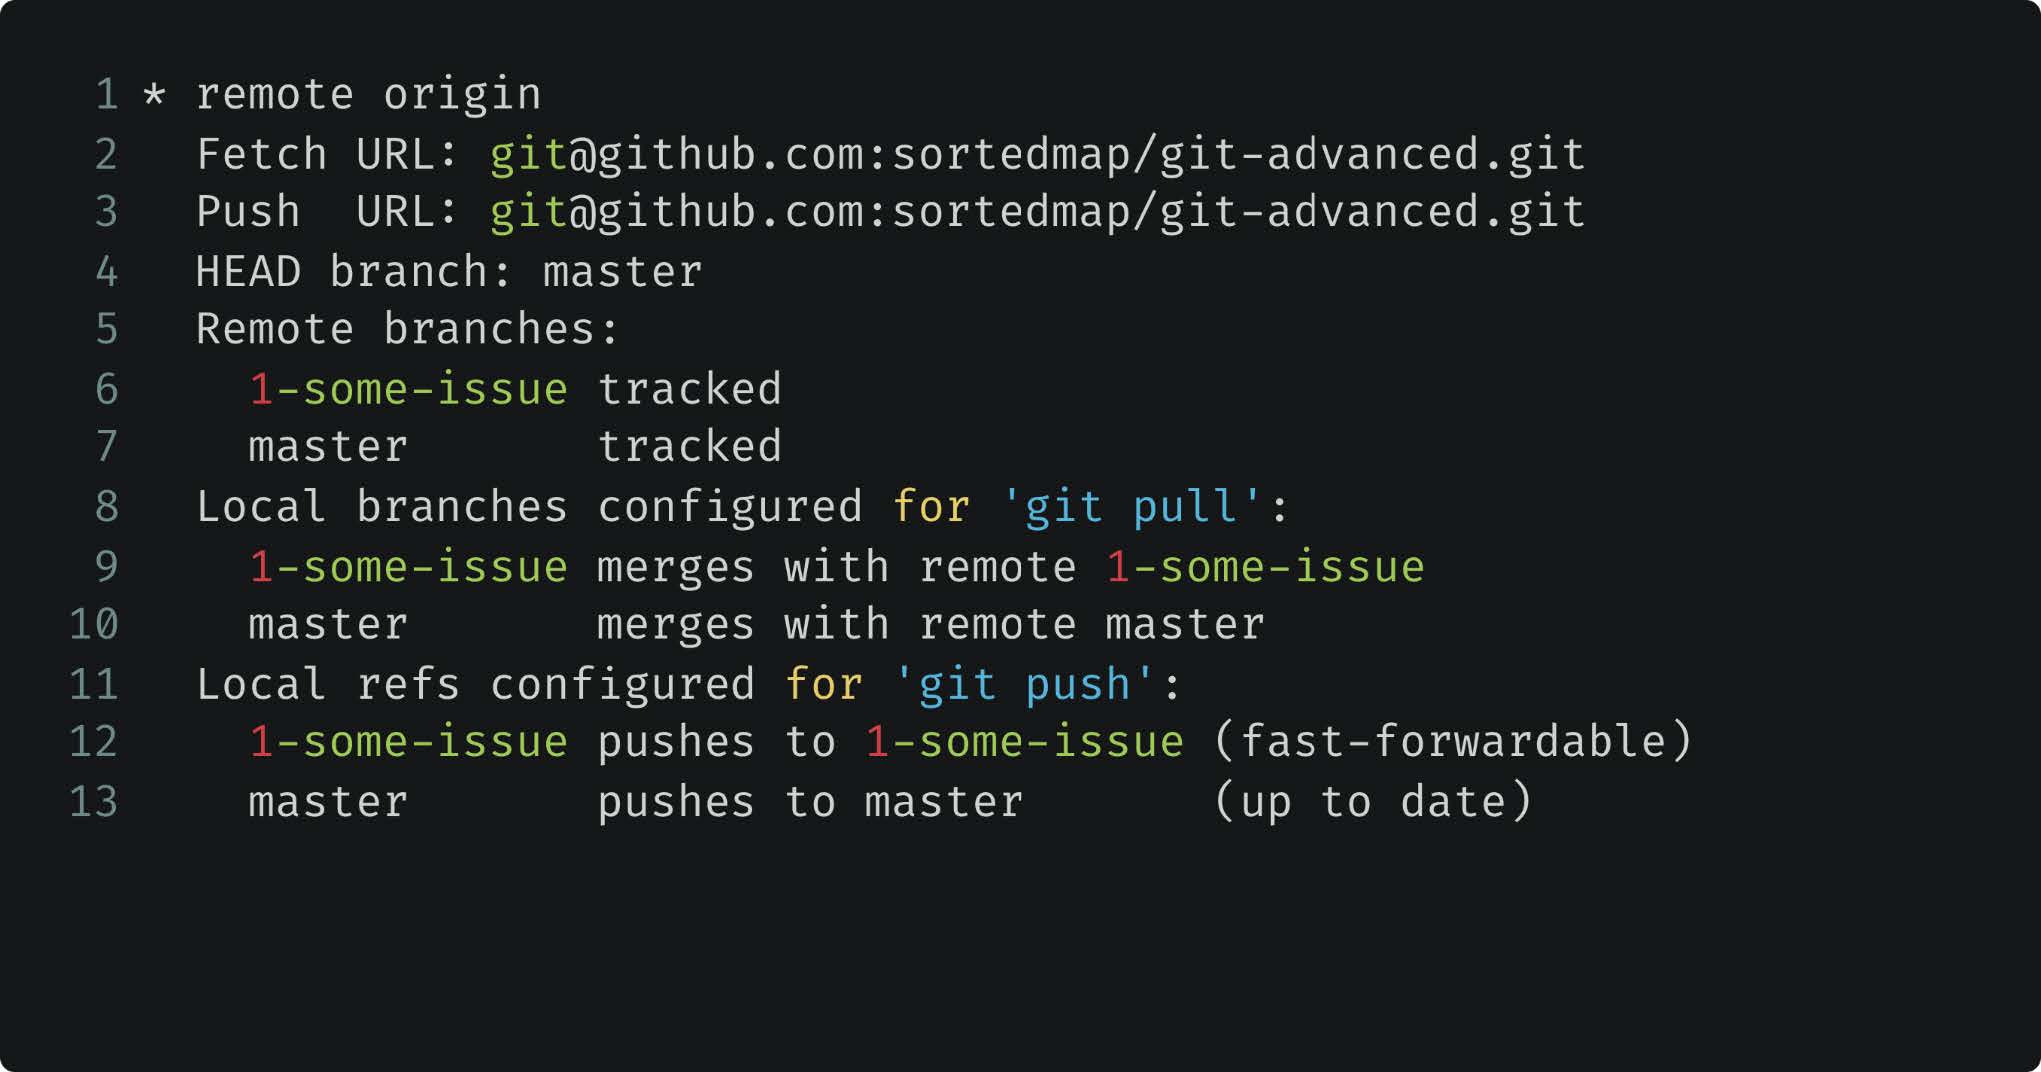 1 * remote origin
2   Fetch URL: git@github.com:sortedmap/git-advanced.git
3   Push  URL: git@github.com:sortedmap/git-advanced.git
4   HEAD branch: master
5   Remote branches:
6     1-some-issue tracked
7     master       tracked
8   Local branches configured for 'git pull':
9     1-some-issue merges with remote 1-some-issue
10     master       merges with remote master
11   Local refs configured for 'git push':
12     1-some-issue pushes to 1-some-issue (fast-forwardable)
13     master       pushes to master       (up to date)